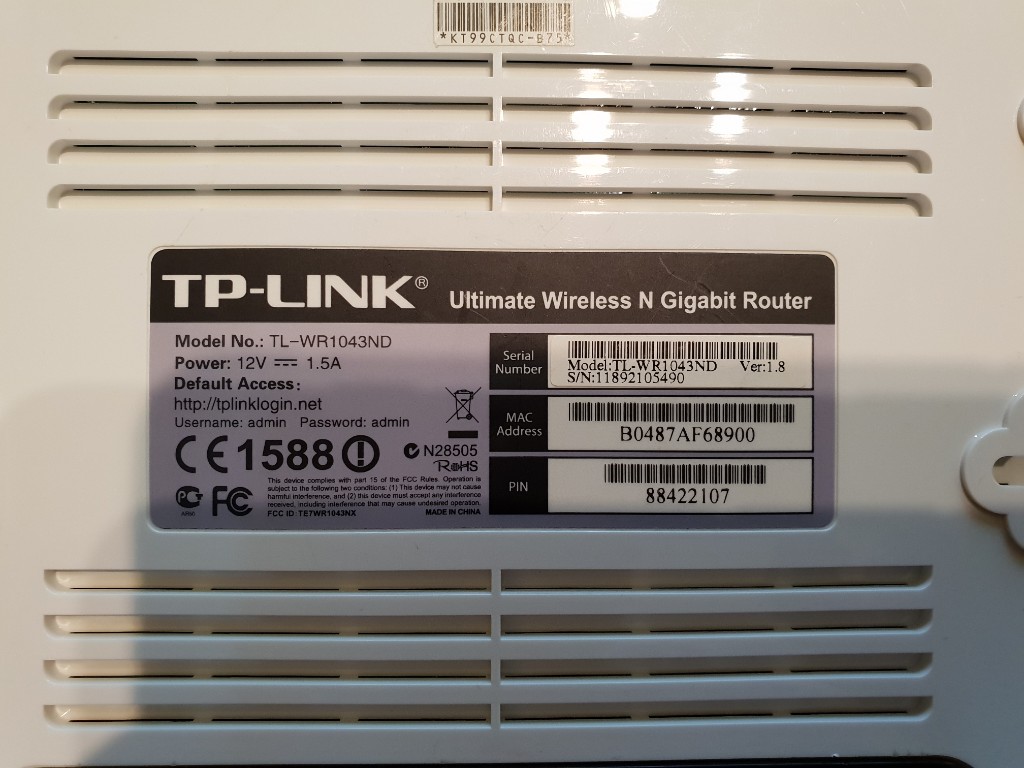 *KT99CTQC-B75*
TP-LINK® Ultimate Wireless N Gigabit Router
Model No.: TL-WR1043ND
Power: 12V ⎓ 1.5A
Default Access:
http://tplinklogin.net
Username: admin Password: admin
CE1588
N28505
RoHS
PCT
FC
This device complies with part 15 of the FCC Rules. Operation is
subject to the following two conditions: (1) This device may not cause
harmful interference, and (2) this device must accept any interference
received, including interference that may cause undesired operation.
FCC ID: TE7WR1043NX MADE IN CHINA
Serial
Number
Model:TL-WR1043ND Ver:1.8
S/N:11892105490
MAC
Address
B0487AF68900
PIN
88422107